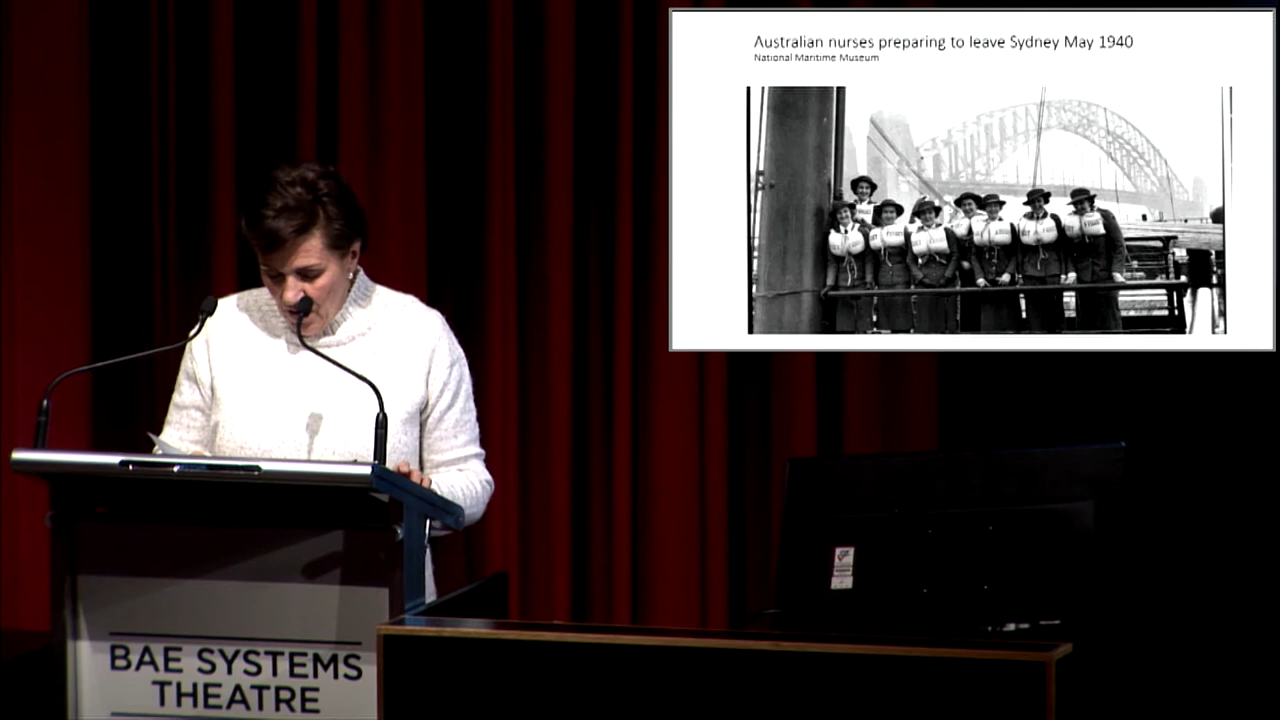 Australian nurses preparing to leave Sydney May 1940
National Maritime Museum
BAE SYSTEMS
THEATRE